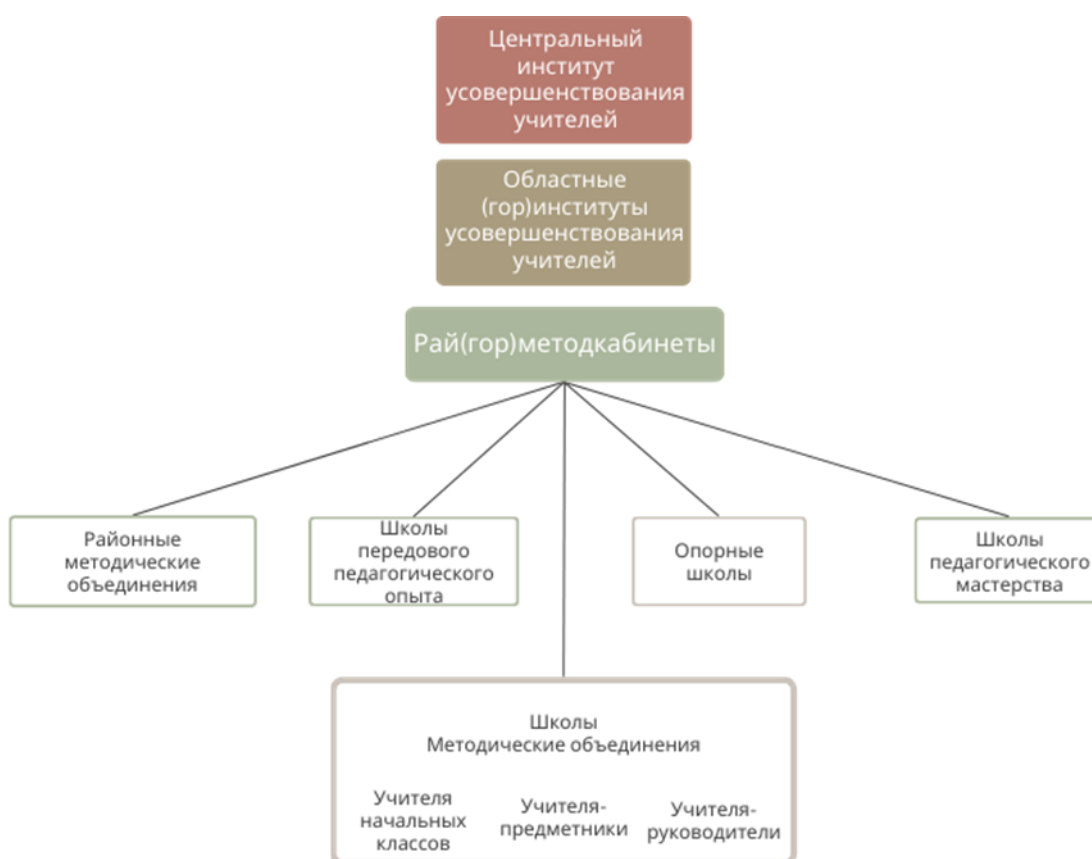 Центральный
институт
усовершенствования
учителей
Областные
(гор)институты
усовершенствования
учителей
Рай(гор)методкабинеты
Районные
методические
объединения
Школы
передового
педагогического
опыта
Опорные
школы
Школы
педагогического
мастерства
Школы
Методические объединения
Учителя
начальных
классов
Учителя-
предметники
Учителя-
руководители